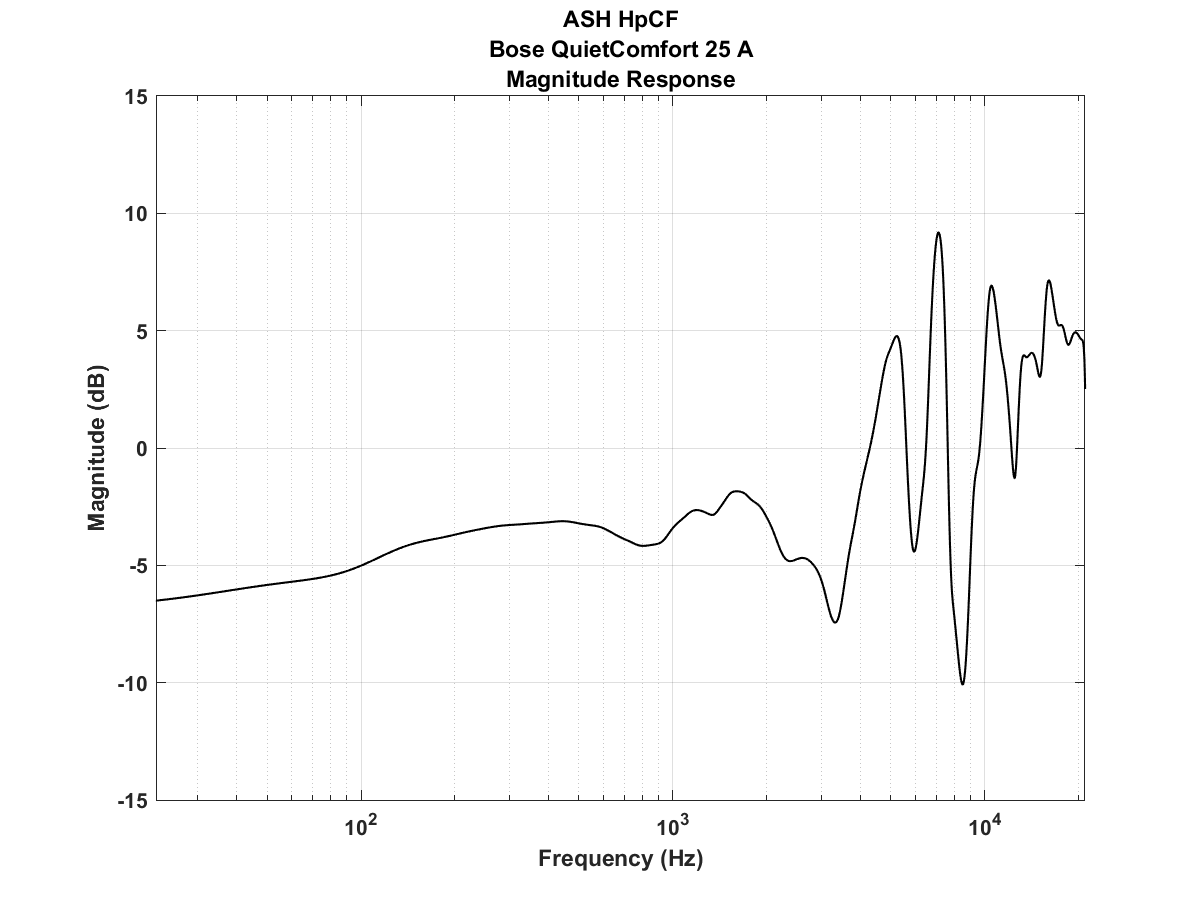 ASH HpCF
Bose QuietComfort 25 A
Magnitude Response
15
10
5
0
-5
-10
-15
Magnitude (dB)
10² 10³ 10⁴
Frequency (Hz)